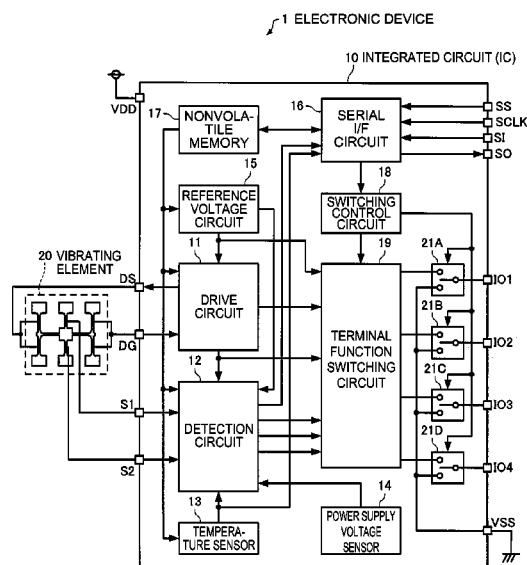 1 ELECTRONIC DEVICE
10 INTEGRATED CIRCUIT (IC)
VDD
17
NONVOLA-
TILE
MEMORY
16
SERIAL
I/F
CIRCUIT
SS
SCLK
SI
SO
15
REFERENCE
VOLTAGE
CIRCUIT
18
SWITCHING
CONTROL
CIRCUIT
20 VIBRATING
ELEMENT
DS
11
DRIVE
CIRCUIT
19
TERMINAL
FUNCTION
SWITCHING
CIRCUIT
21A
IO1
21B
IO2
DG
12
DETECTION
CIRCUIT
21C
IO3
S1
21D
IO4
S2
13
TEMPERA-
TURE SENSOR
14
POWER SUPPLY
VOLTAGE
SENSOR
VSS